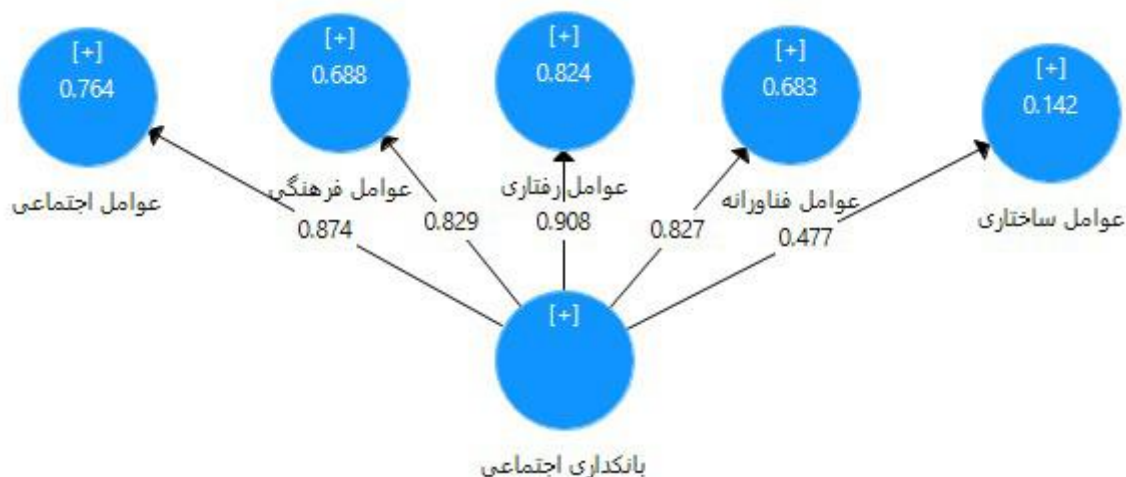 [+]
0.764
[+]
0.688
[+]
0.824
[+]
0.683
[+]
0.142
عوامل اجتماعی
عوامل فرهنگی
عوامل رفتاری
عوامل فناورانه
عوامل ساختاری
0.874
0.829
0.908
0.827
0.477
[+]
بانکداری اجتماعی